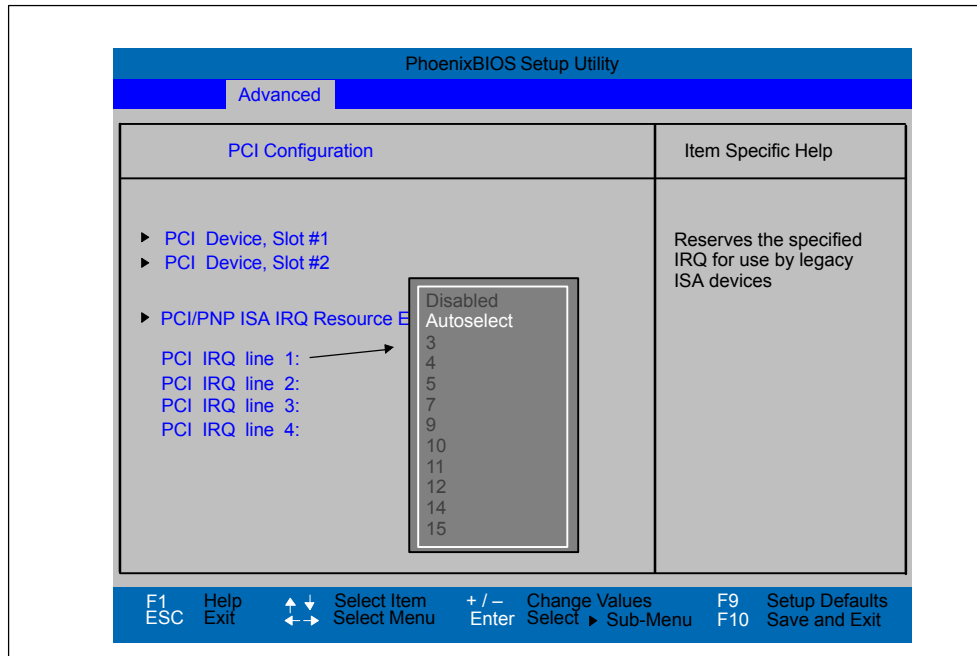 PhoenixBIOS Setup Utility
Advanced
PCI Configuration
Item Specific Help
PCI Device, Slot #1
PCI Device, Slot #2
PCI/PNP ISA IRQ Resource E
PCI IRQ line 1:
PCI IRQ line 2:
PCI IRQ line 3:
PCI IRQ line 4:
Disabled
Autoselect
3
4
5
7
9
10
11
12
14
15
Reserves the specified
IRQ for use by legacy
ISA devices
F1 Help Select Item + / – Change Values F9 Setup Defaults
ESC Exit Select Menu Enter Select Sub-Menu F10 Save and Exit